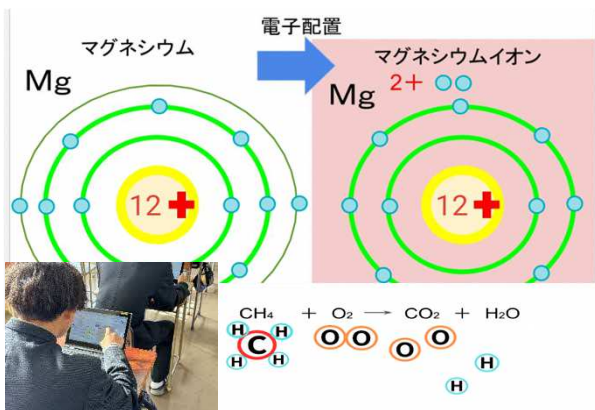 電子配置
マグネシウム
マグネシウムイオン
Mg
Mg 2+
12+
12+
CH₄ + O₂ → CO₂ + H₂O
H H
C
H H
O O
O O
H
H